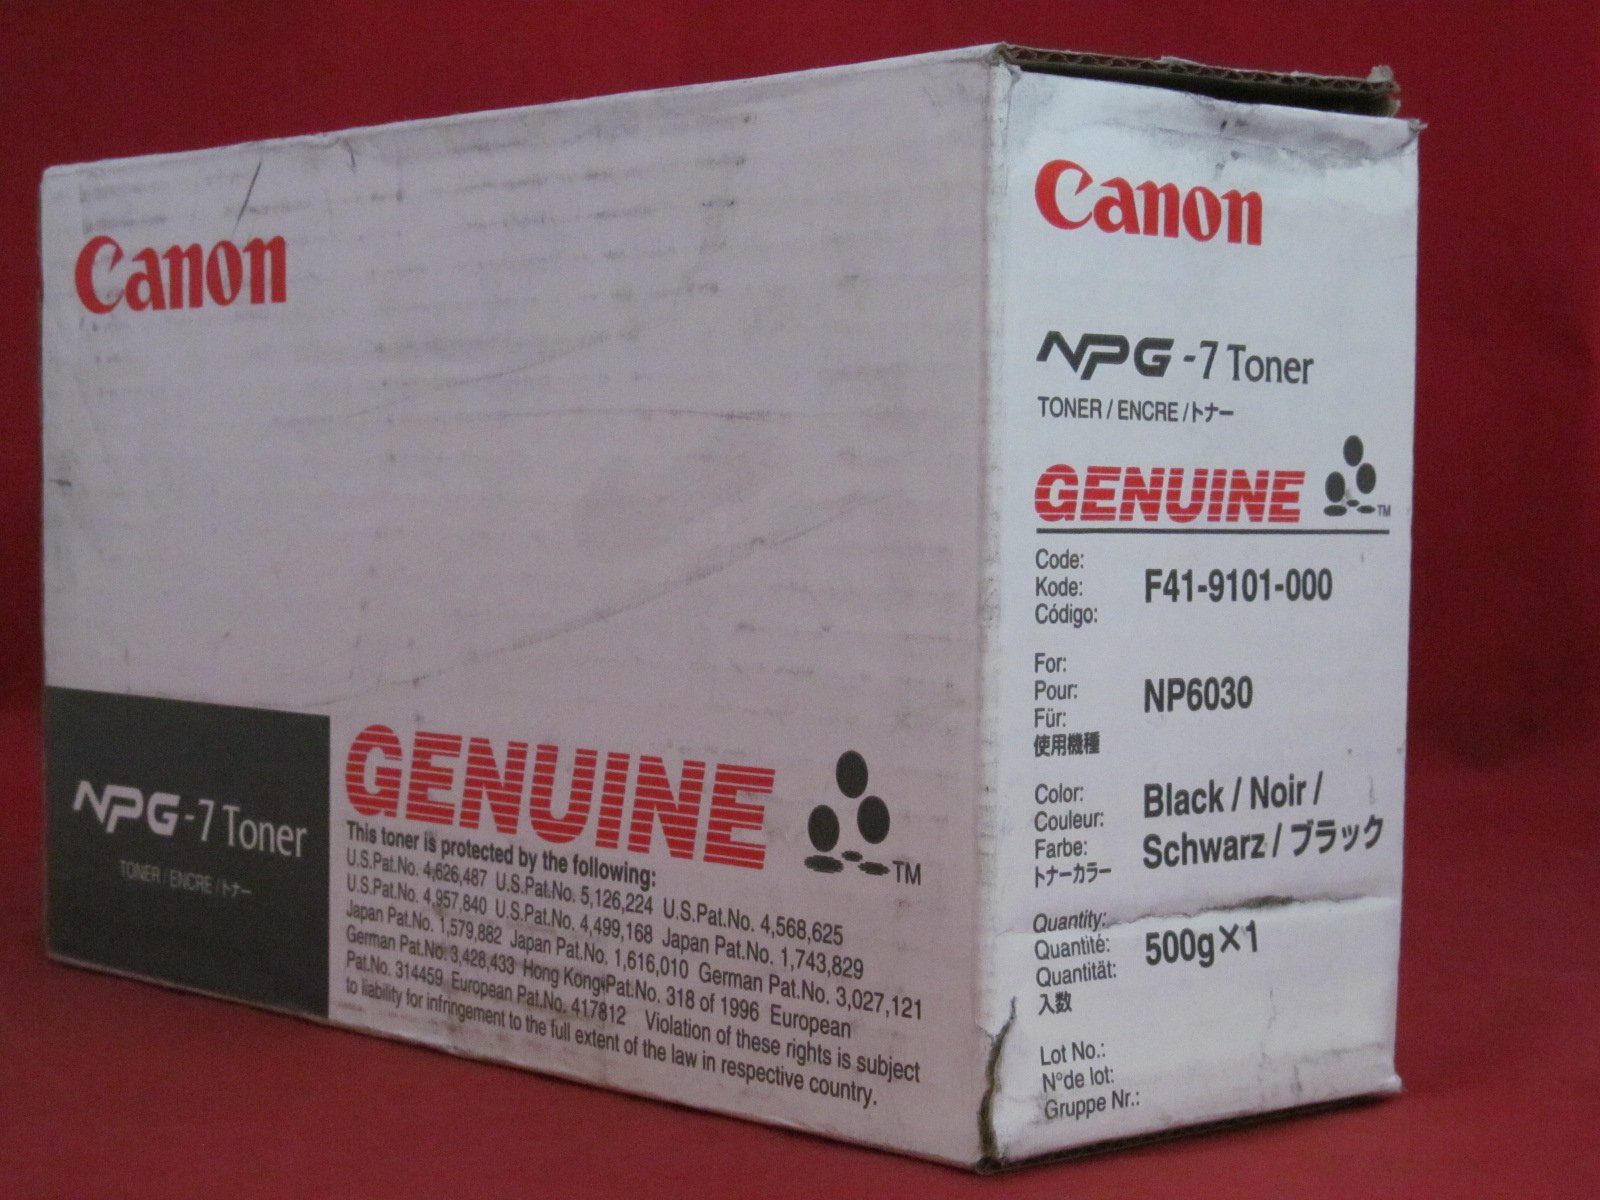 Canon
NPG-7 Toner
TONER / ENCRE / トナー
GENUINE
TM
This toner is protected by the following:
U.S.Pat.No. 4,626,487 U.S.Pat.No. 5,126,224 U.S.Pat.No. 4,568,625
U.S.Pat.No. 4,957,840 U.S.Pat.No. 4,499,168 Japan Pat.No. 1,743,829
Japan Pat.No. 1,579,882 Japan Pat.No. 1,616,010 German Pat.No. 3,027,121
German Pat.No. 3,428,433 Hong Kong Pat.No. 318 of 1996 European
Pat.No. 314459 European Pat.No. 417812 Violation of these rights is subject
to liability for infringement to the full extent of the law in respective country.
Canon
NPG-7 Toner
TONER / ENCRE / トナー
GENUINE
TM
Code:
Kode: F41-9101-000
Código:
For:
Pour: NP6030
Für:
使用機種
Color: Black / Noir /
Couleur:
Farbe: Schwarz / ブラック
トナーカラー
Quantity:
Quantité: 500g×1
Quantität:
入数
Lot No.:
N°de lot:
Gruppe Nr.: